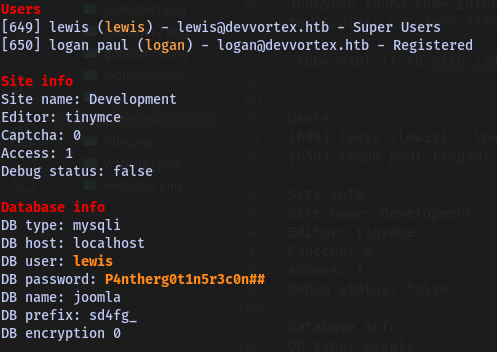 Users
[649] lewis (lewis) - lewis@devvortex.htb - Super Users
[650] logan paul (logan) - logan@devvortex.htb - Registered
Site info
Site name: Development
Editor: tinymce
Captcha: 0
Access: 1
Debug status: false
Database info
DB type: mysqli
DB host: localhost
DB user: lewis
DB password: P4ntherg0t1n5r3c0n##
DB name: joomla
DB prefix: sd4fg_
DB encryption 0